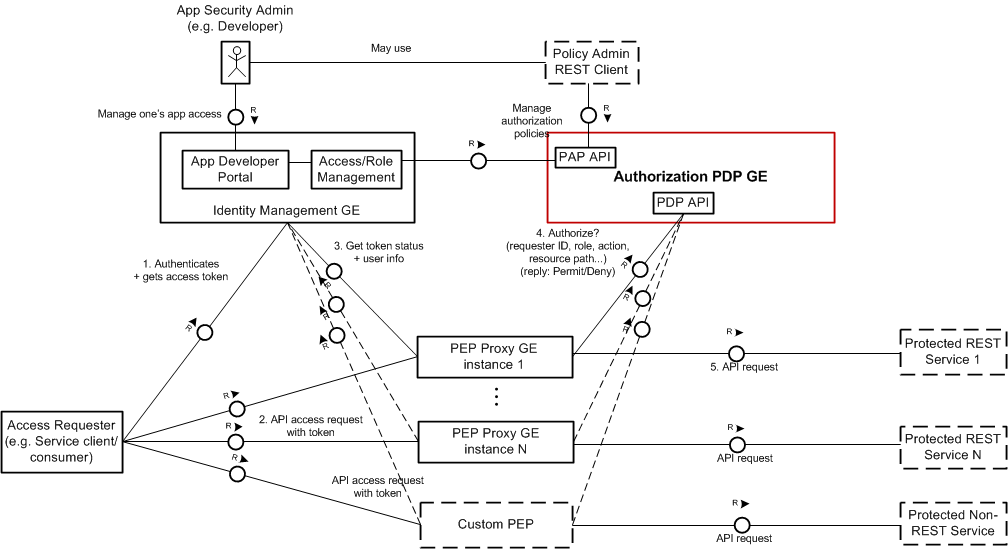 App Security Admin
(e.g. Developer)
May use
Policy Admin
REST Client
Manage one's app access
R
Manage
authorization
policies
R
R
App Developer
Portal
Access/Role
Management
Identity Management GE
PAP API
Authorization PDP GE
PDP API
1. Authenticates
+ gets access token
3. Get token status
+ user info
4. Authorize?
(requester ID, role, action,
resource path...)
(reply: Permit/Deny)
R
R
R
R
R
R
R
PEP Proxy GE
instance 1
R
5. API request
Protected REST
Service 1
R
Access Requester
(e.g. Service client/
consumer)
2. API access request
with token
R
PEP Proxy GE
instance N
R
API request
Protected REST
Service N
R
API access request
with token
Custom PEP
R
API request
Protected Non-
REST Service